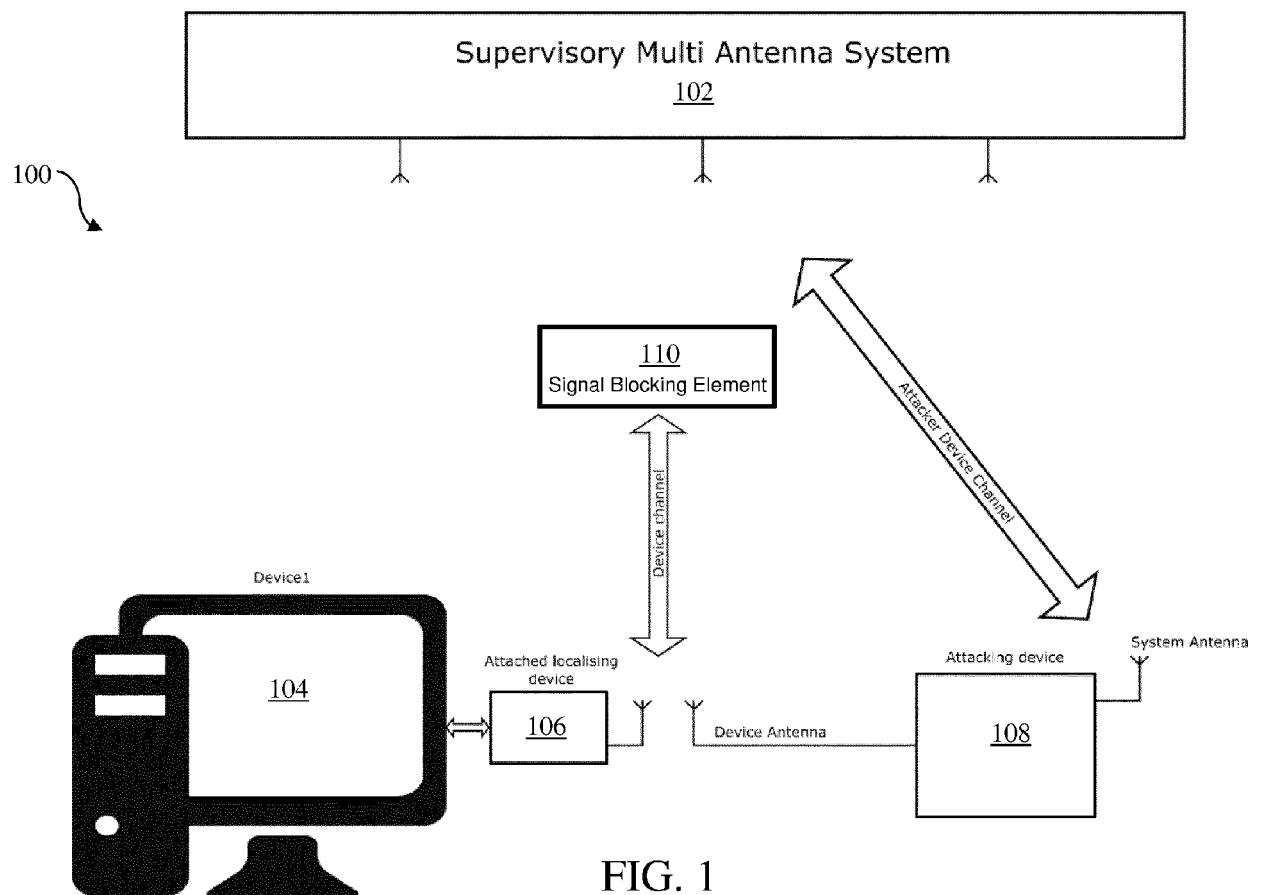 Supervisory Multi Antenna System
102
100
110
Signal Blocking Element
Attacker Device Channel
Device channel
Device1
104
Attached localising
device
106
Device Antenna
Attacking device
108
System Antenna
FIG. 1